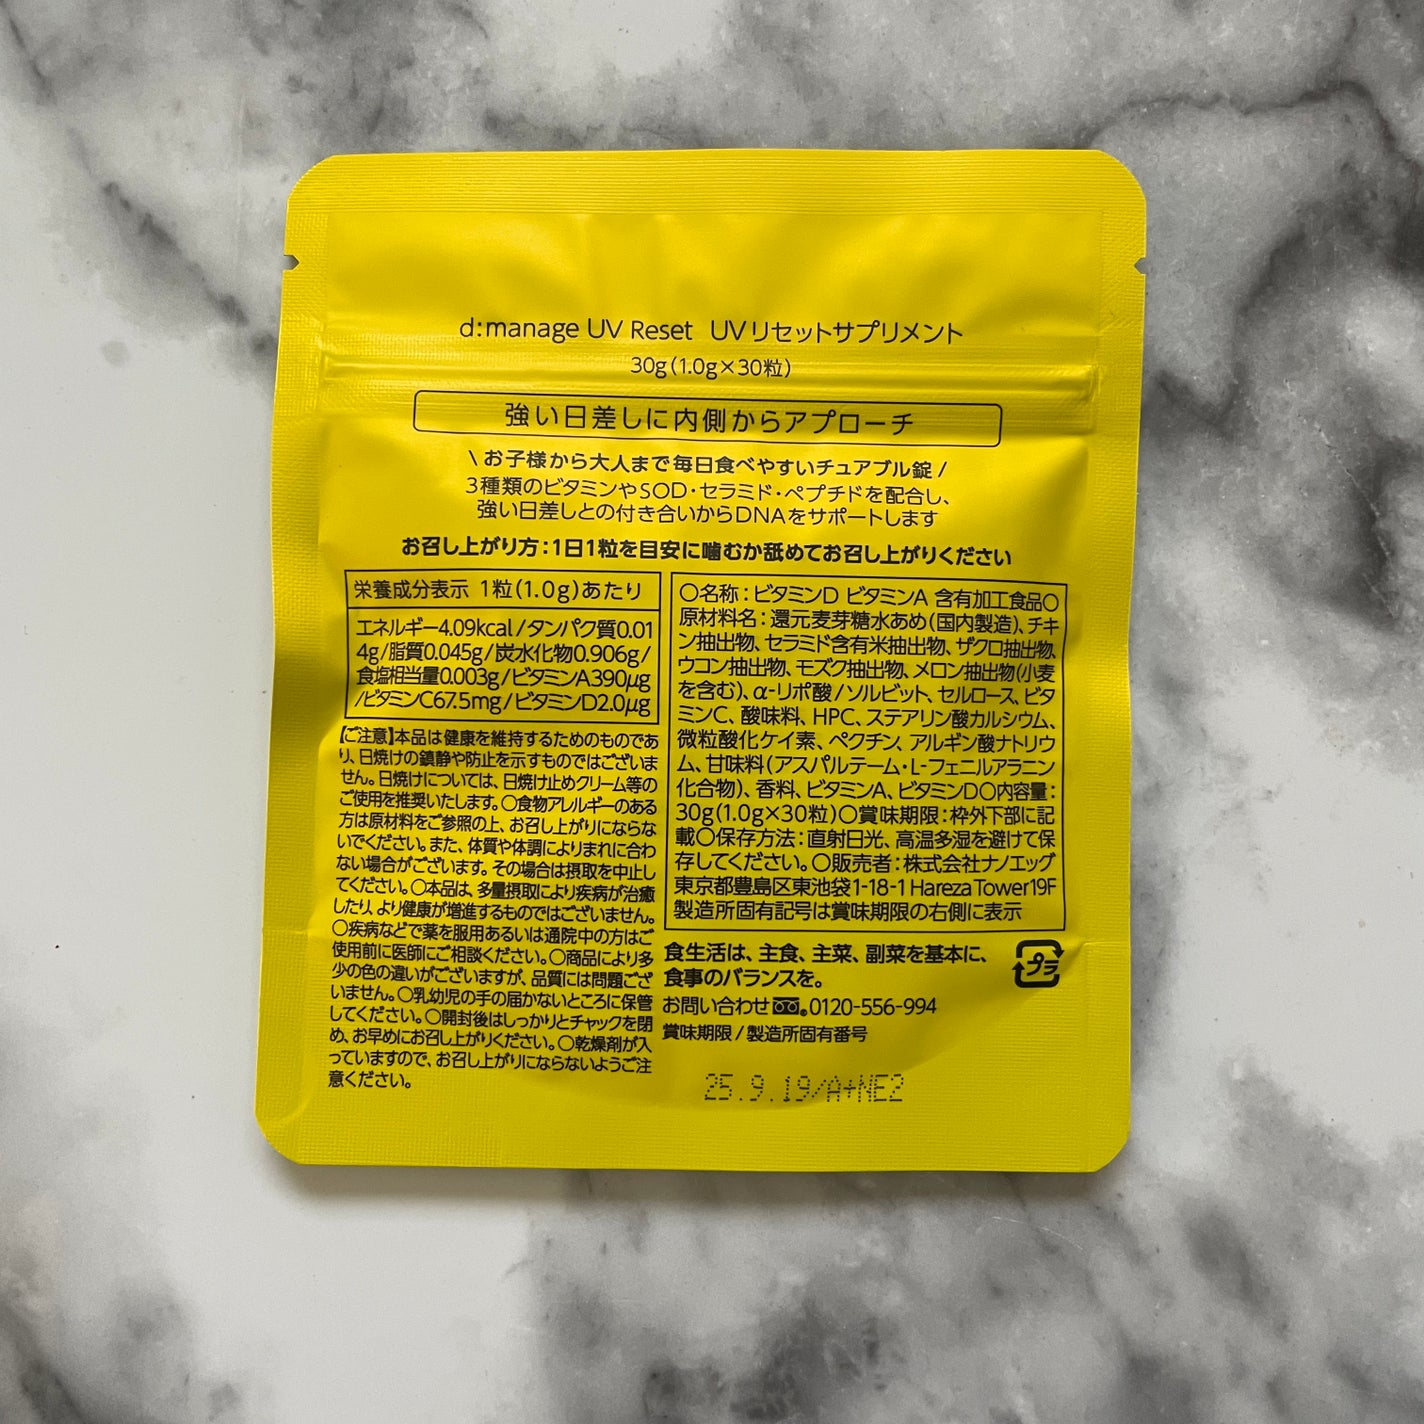 d:manage UV Reset UVリセットサプリメント
30g(1.0g×30粒)
強い日差しに内側からアプローチ
\ お子様から大人まで毎日食べやすいチュアブル錠 /
3種類のビタミンやSOD・セラミド・ペプチドを配合し、
強い日差しとの付き合いからDNAをサポートします
お召し上がり方:1日1粒を目安に噛むか舐めてお召し上がりください
栄養成分表示 1粒(1.0g)あたり
エネルギー4.09kcal/タンパク質0.01
4g/脂質0.045g/炭水化物0.906g/
食塩相当量0.003g/ビタミンA390μg
/ビタミンC67.5mg/ビタミンD2.0μg
【ご注意】本品は健康を維持するためのものであ
り、日焼けの鎮静や防止を示すものではございま
せん。日焼けについては、日焼け止めクリーム等の
ご使用を推奨いたします。○食物アレルギーのある
方は原材料をご参照の上、お召し上がりにならな
いでください。また、体質や体調によりまれに合わ
ない場合がございます。その場合は摂取を中止し
てください。○本品は、多量摂取により疾病が治癒
したり、より健康が増進するものではございません。
○疾病などで薬を服用あるいは通院中の方はご
使用前に医師にご相談ください。○商品により多
少の色の違いがございますが、品質には問題ござ
いません。○乳幼児の手の届かないところに保管
してください。○開封後はしっかりとチャックを閉
め、お早めにお召し上がりください。○乾燥剤が入
っていますので、お召し上がりにならないようご注
意ください。
○名称:ビタミンD ビタミンA 含有加工食品○
原材料名:還元麦芽糖水あめ(国内製造)、チキ
ン抽出物、セラミド含有米抽出物、ザクロ抽出物、
ウコン抽出物、モズク抽出物、メロン抽出物(小麦
を含む)、α-リポ酸/ソルビット、セルロース、ビタ
ミンC、酸味料、HPC、ステアリン酸カルシウム、
微粒酸化ケイ素、ペクチン、アルギン酸ナトリウ
ム、甘味料(アスパルテーム・L-フェニルアラニン
化合物)、香料、ビタミンA、ビタミンD○内容量:
30g(1.0g×30粒)○賞味期限:枠外下部に記
載○保存方法:直射日光、高温多湿を避けて保
存してください。○販売者:株式会社ナノエッグ
東京都豊島区東池袋1-18-1 Hareza Tower19F
製造所固有記号は賞味期限の右側に表示
食生活は、主食、主菜、副菜を基本に、
食事のバランスを。
プラ
お問い合わせ 0120-556-994
賞味期限/製造所固有番号
25.9.19/A+NE2